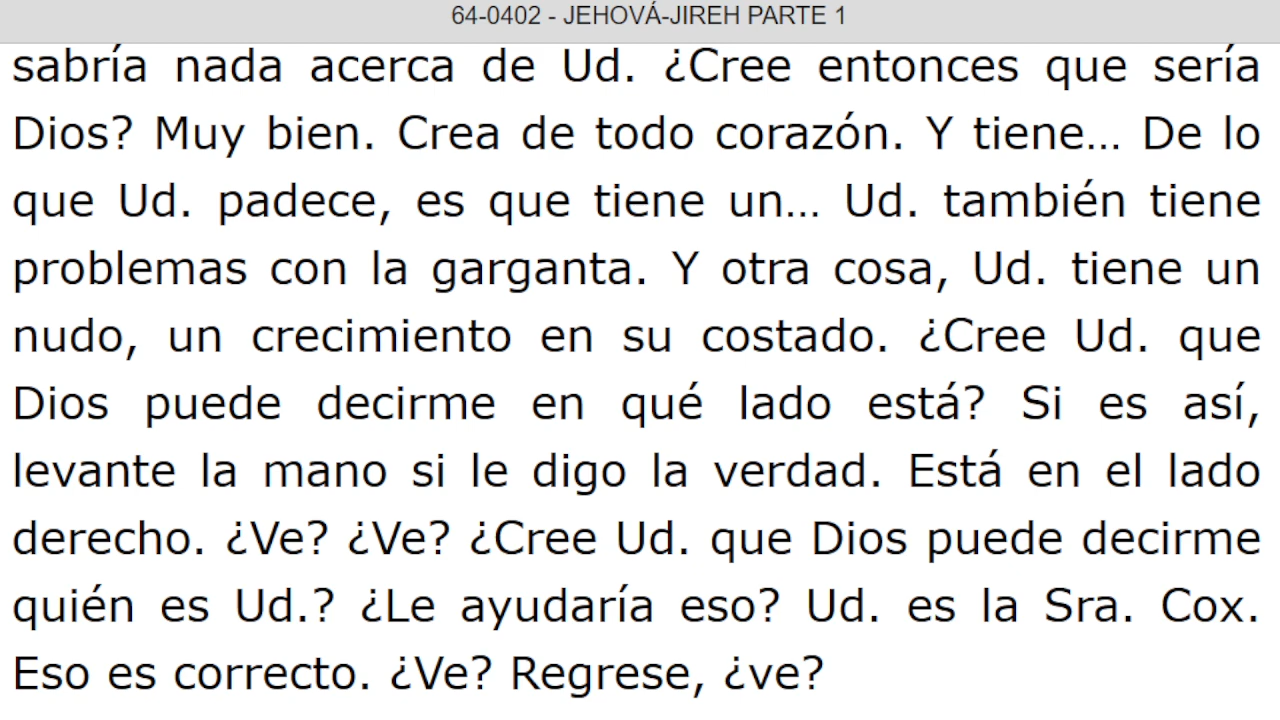 64-0402 - JEHOVÁ-JIREH PARTE 1
sabría nada acerca de Ud. ¿Cree entonces que sería
Dios? Muy bien. Crea de todo corazón. Y tiene... De lo
que Ud. padece, es que tiene un... Ud. también tiene
problemas con la garganta. Y otra cosa, Ud. tiene un
nudo, un crecimiento en su costado. ¿Cree Ud. que
Dios puede decirme en qué lado está? Si es así,
levante la mano si le digo la verdad. Está en el lado
derecho. ¿Ve? ¿Ve? ¿Cree Ud. que Dios puede decirme
quién es Ud.? ¿Le ayudaría eso? Ud. es la Sra. Cox.
Eso es correcto. ¿Ve? Regrese, ¿ve?